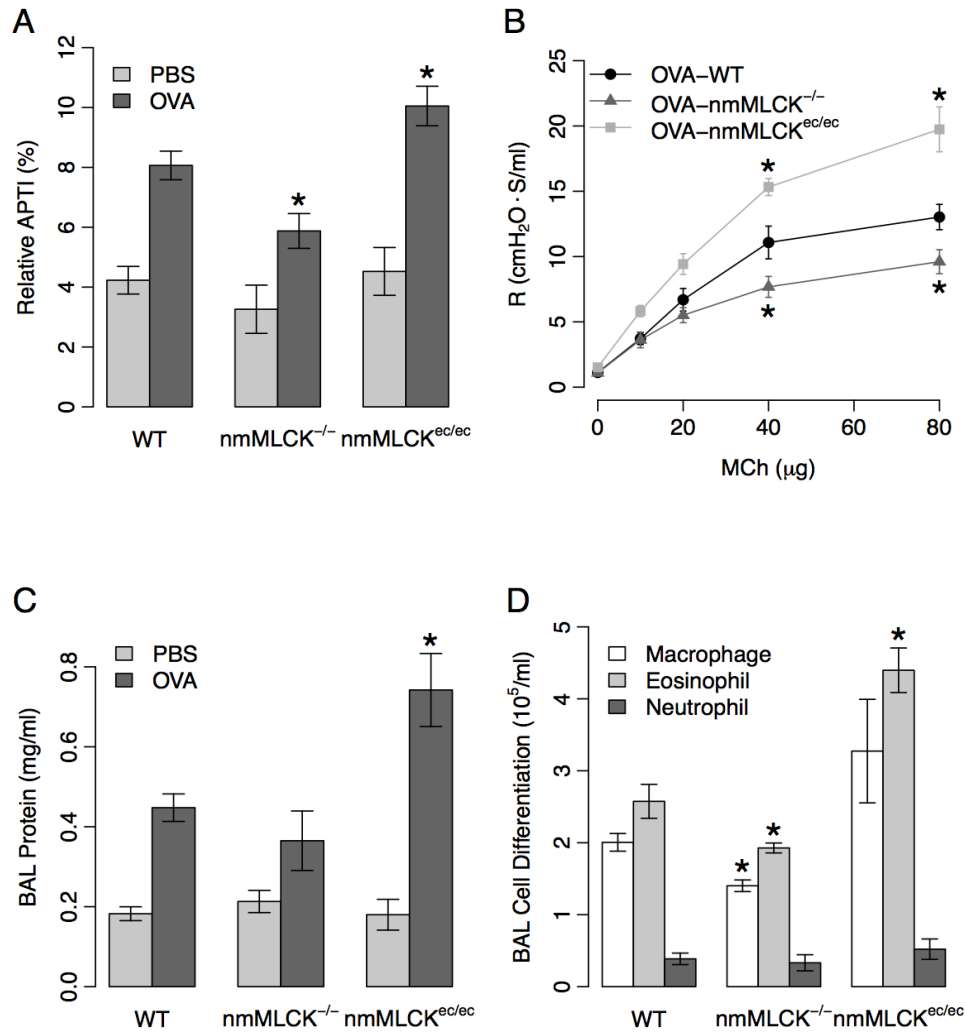 A
Relative APTI (%)
12
10
8
6
4
2
0
PBS
OVA
*
*
WT
nmMLCK⁻/⁻
nmMLCKᵉᶜ/ᵉᶜ
B
R (cmH₂O · S/ml)
25
20
15
10
5
0
OVA–WT
OVA–nmMLCK⁻/⁻
OVA–nmMLCKᵉᶜ/ᵉᶜ
*
*
*
*
0
20
40
60
80
MCh (μg)
C
BAL Protein (mg/ml)
0.8
0.6
0.4
0.2
0.0
PBS
OVA
*
WT
nmMLCK⁻/⁻
nmMLCKᵉᶜ/ᵉᶜ
D
BAL Cell Differentiation (10⁵/ml)
5
4
3
2
1
0
Macrophage
Eosinophil
Neutrophil
*
*
*
WT
nmMLCK⁻/⁻
nmMLCKᵉᶜ/ᵉᶜ